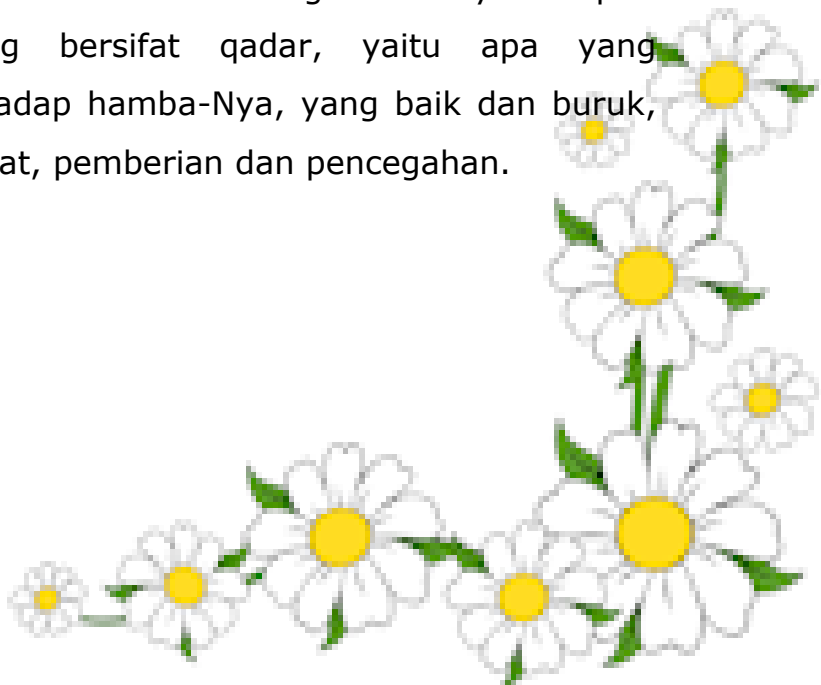 g bersifat qadar, yaitu apa yang
adap hamba-Nya, yang baik dan buruk,
at, pemberian dan pencegahan.